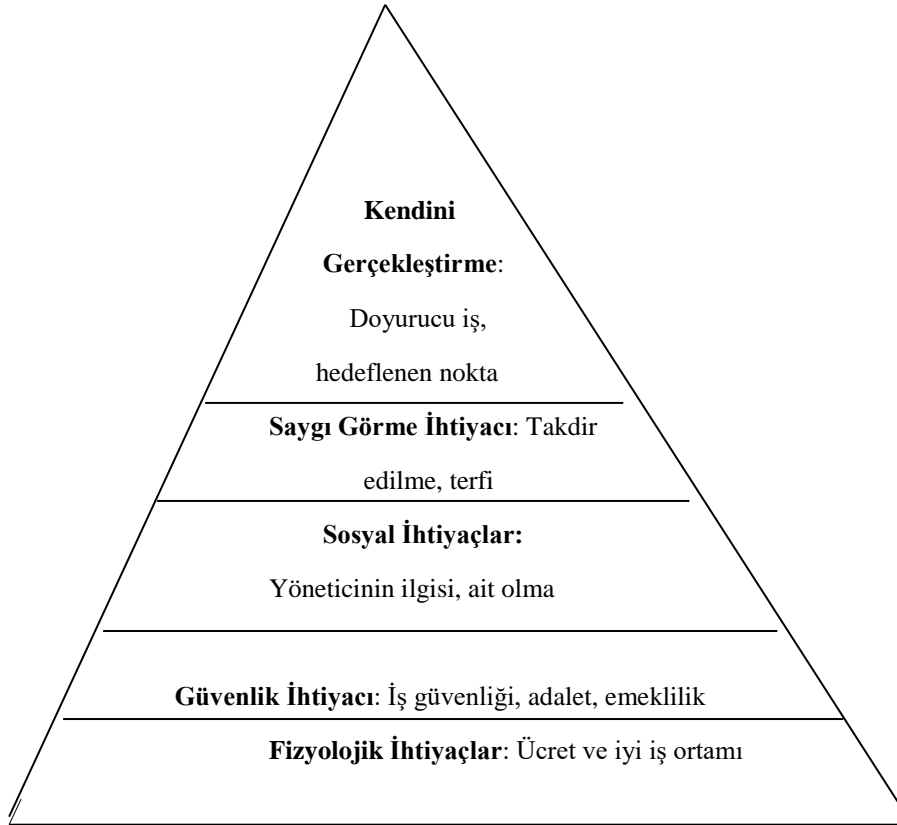 Kendini
Gerçekleştirme:
Doyurucu iş,
hedeflenen nokta
Saygı Görme İhtiyacı: Takdir
edilme, terfi
Sosyal İhtiyaçlar:
Yöneticinin ilgisi, ait olma
Güvenlik İhtiyacı: İş güvenliği, adalet, emeklilik
Fizyolojik İhtiyaçlar: Ücret ve iyi iş ortamı